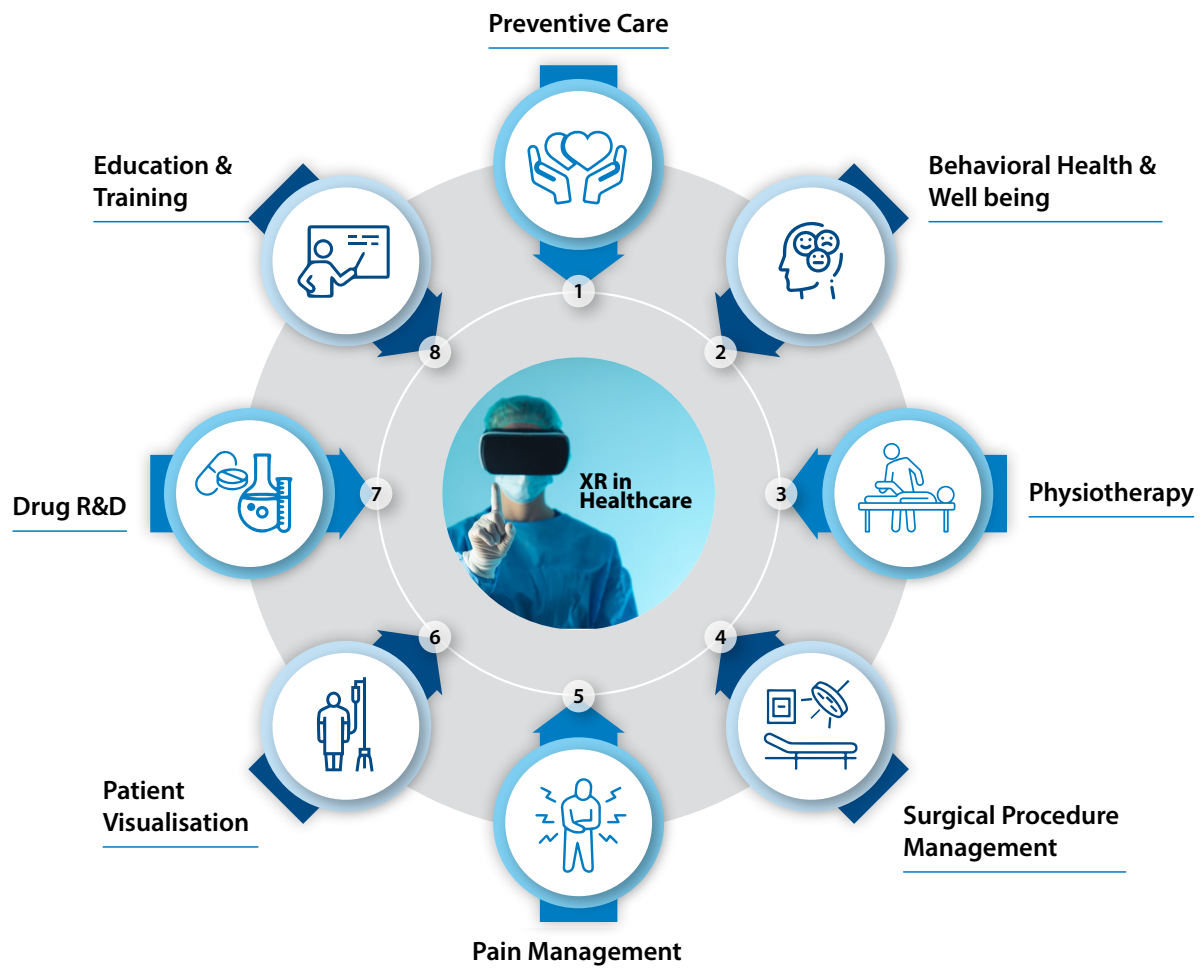 Preventive Care
1
Behavioral Health &
Well being
2
Physiotherapy
3
Surgical Procedure
Management
4
Pain Management
5
Patient
Visualisation
6
Drug R&D
7
Education &
Training
8
XR in
Healthcare